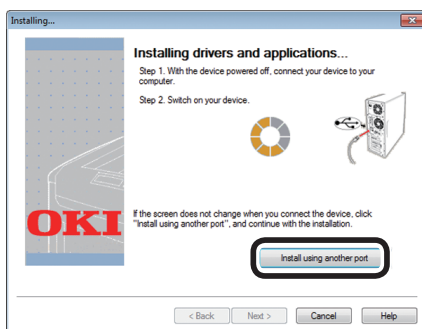 Installing...
Installing drivers and applications...
Step 1. With the device powered off, connect your device to your
computer.
Step 2. Switch on your device.
OKI
If the screen does not change when you connect the device, click
"Install using another port", and continue with the installation.
Install using another port
< Back
Next >
Cancel
Help